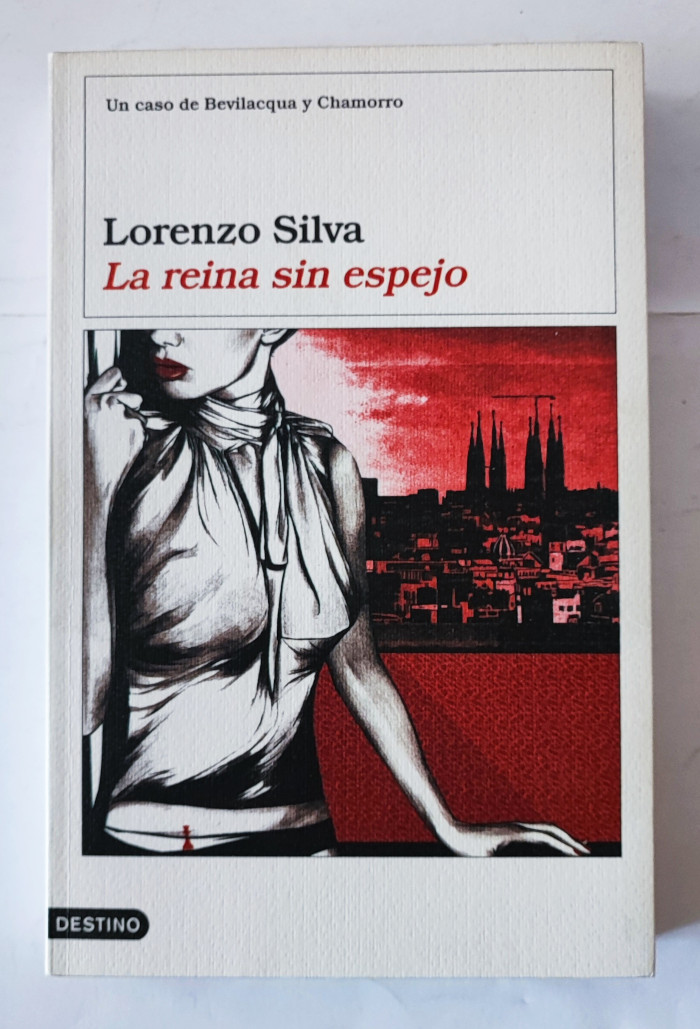 Un caso de Bevilacqua y Chamorro
Lorenzo Silva
La reina sin espejo
DESTINO